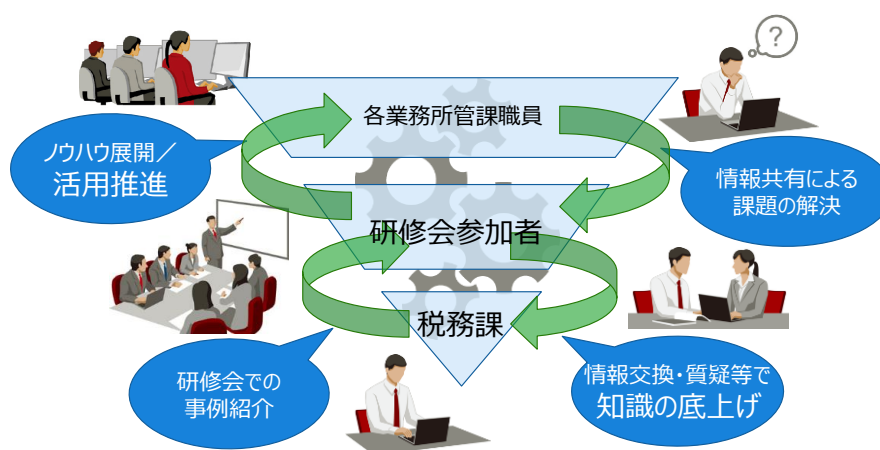 ?
各業務所管課職員
ノウハウ展開／
活用推進
情報共有による
課題の解決
研修会参加者
税務課
研修会での
事例紹介
情報交換・質疑等で
知識の底上げ